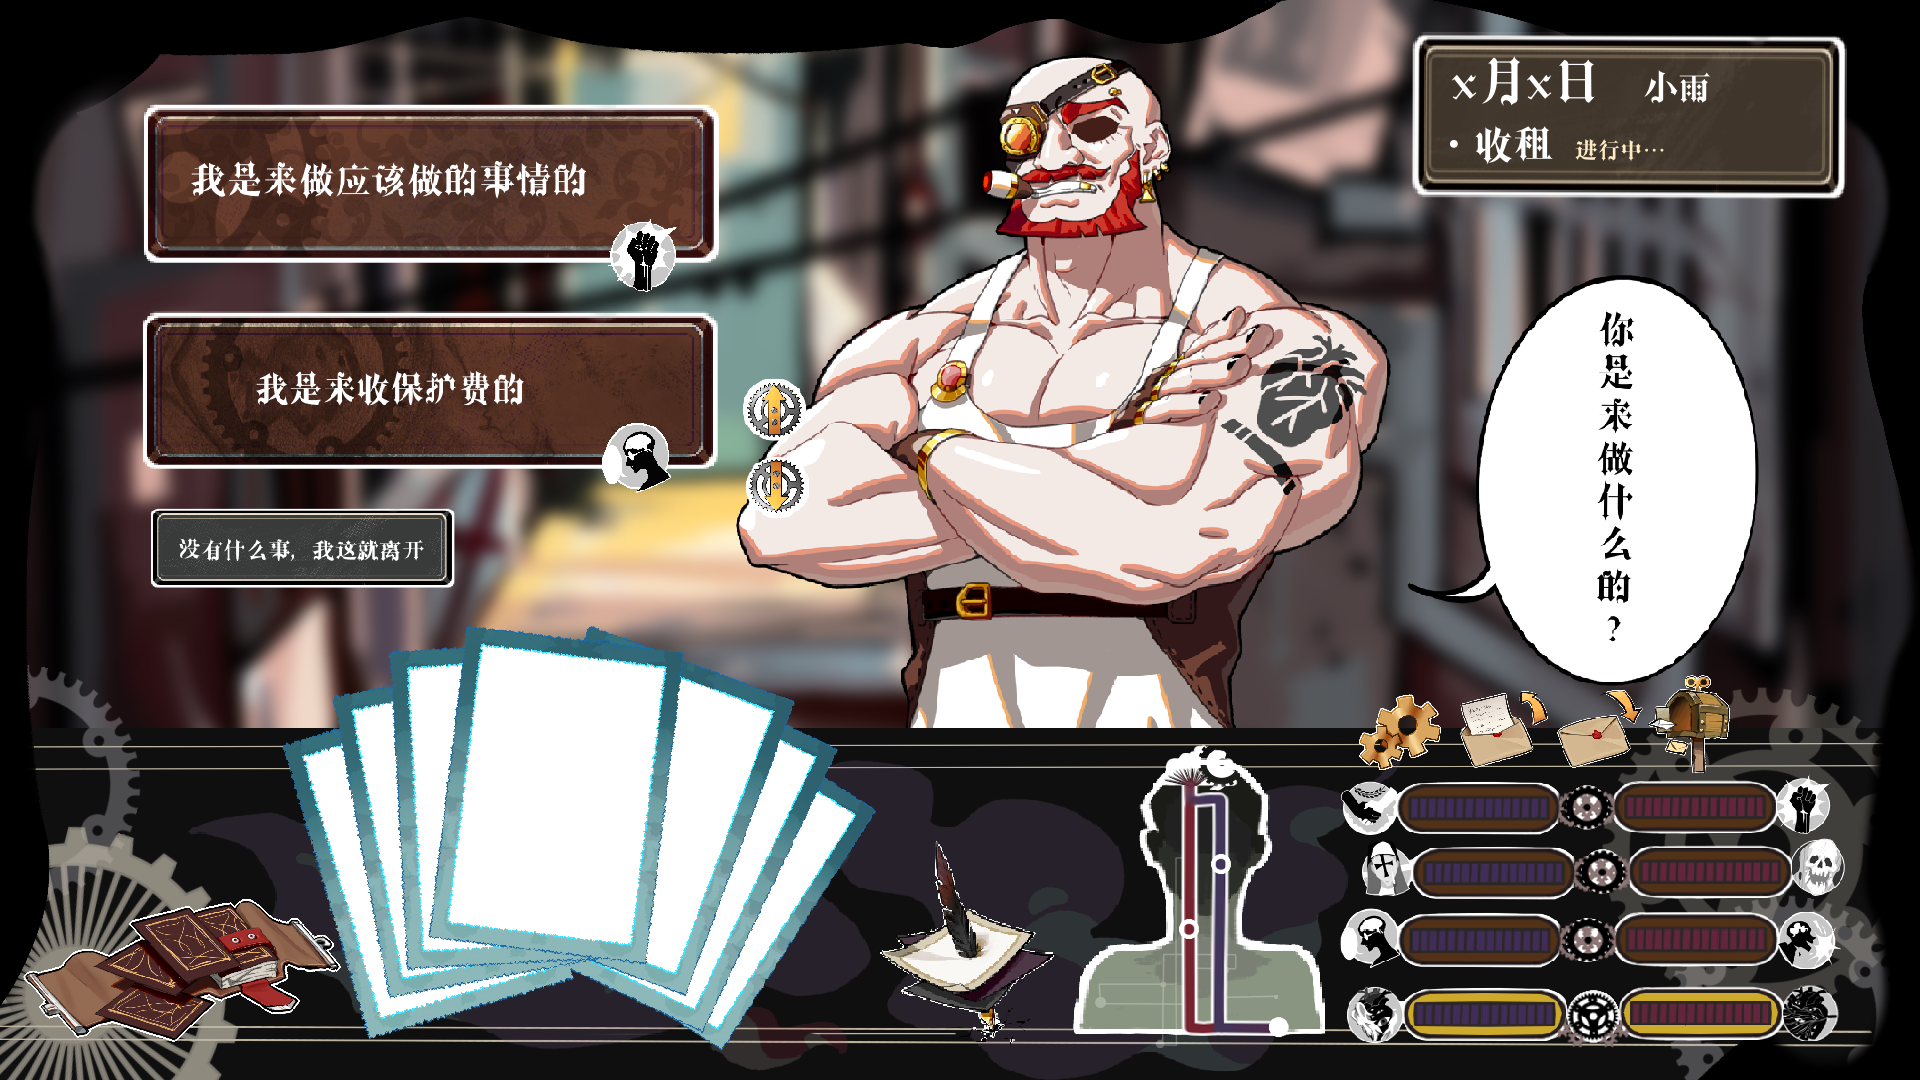 x月x日 小雨
·收租 进行中…
我是来做应该做的事情的
我是来收保护费的
没有什么事，我这就离开
你是来做什么的？